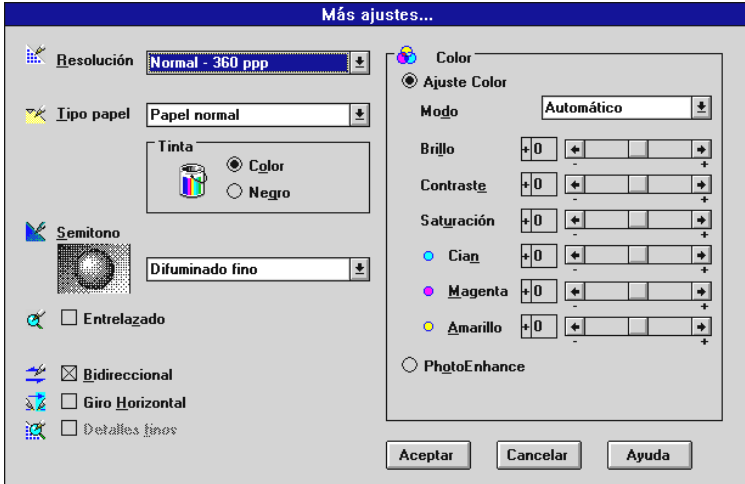 Más ajustes...
Resolución
Normal - 360 ppp
Tipo papel
Papel normal
Tinta
Color
Negro
Semitono
Difuminado fino
Entrelazado
Bidireccional
Giro Horizontal
Detalles finos
Color
Ajuste Color
Modo
Automático
Brillo +0 - +
Contraste +0 - +
Saturación +0 - +
Cian +0 - +
Magenta +0 - +
Amarillo +0 - +
PhotoEnhance
Aceptar Cancelar Ayuda